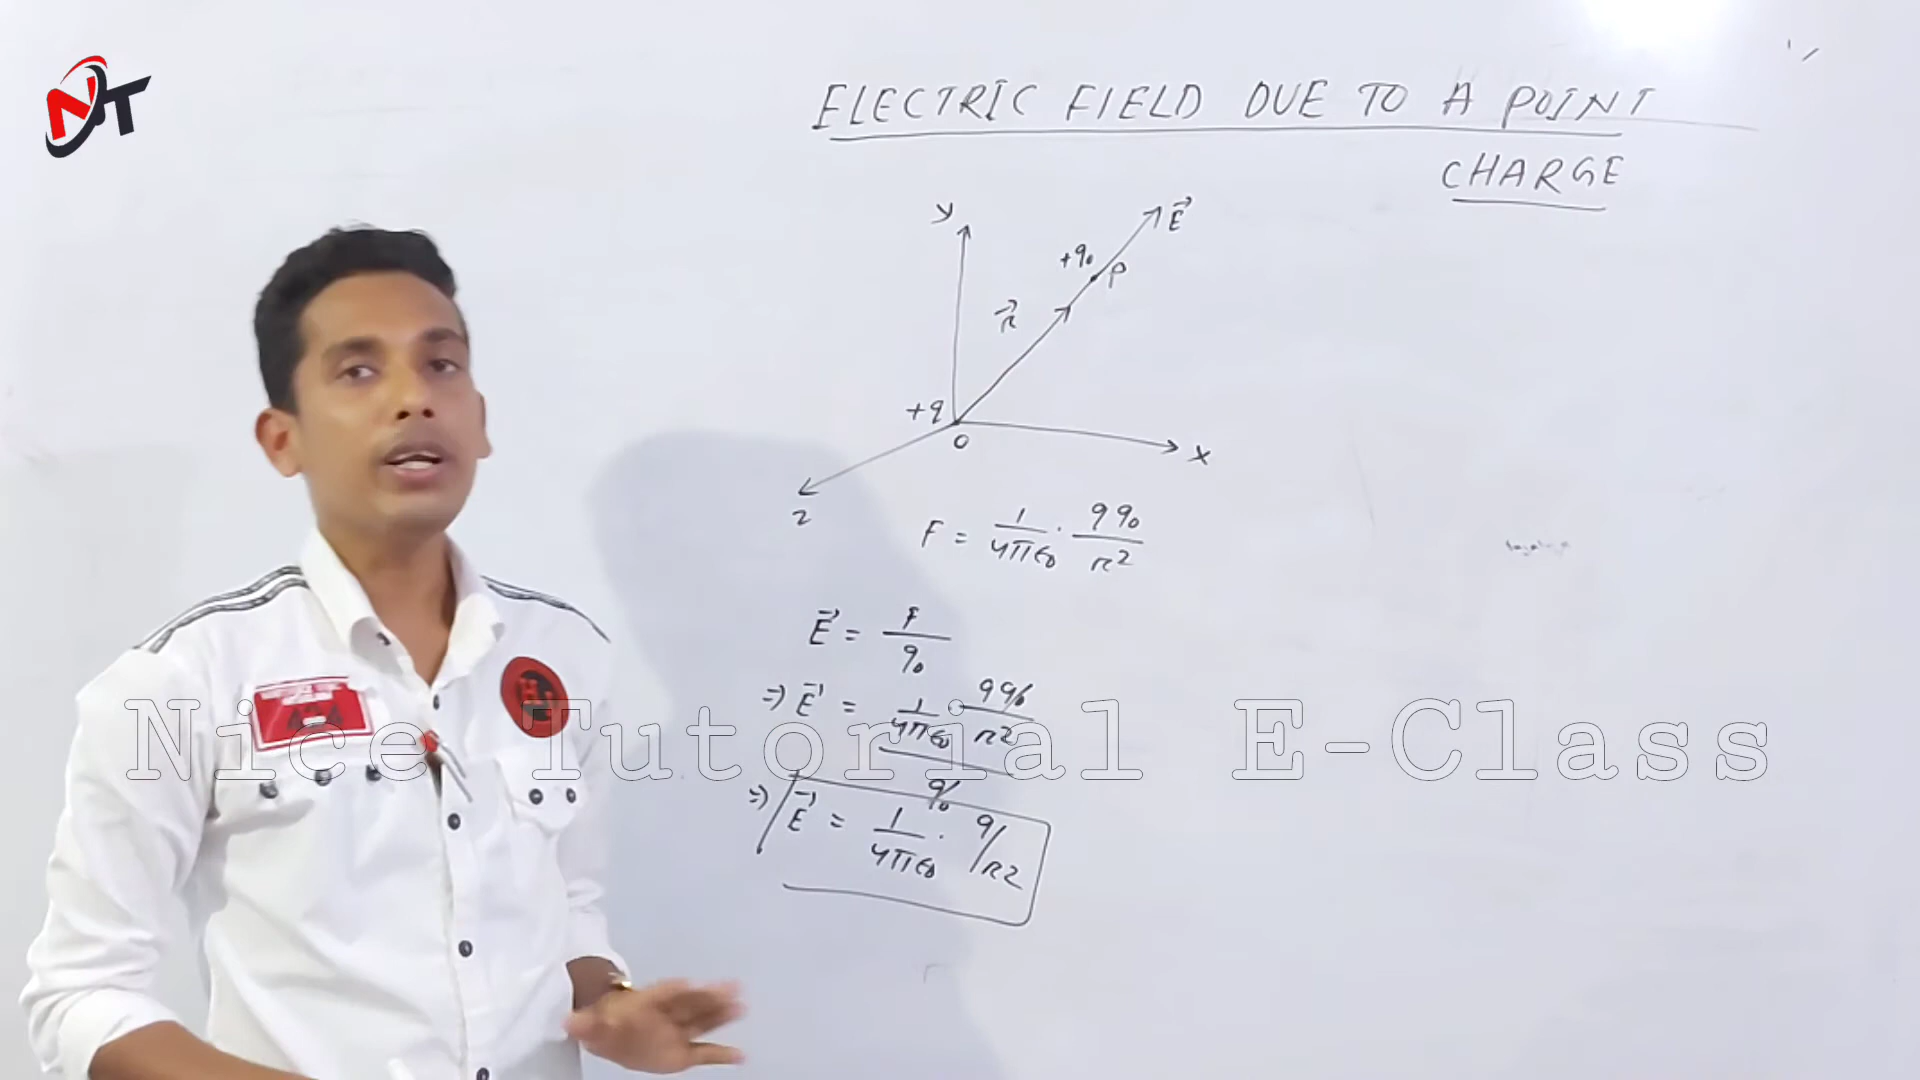 NT
ELECTRIC FIELD DUE TO A POINT
CHARGE
y
E⃗
+q₀
P
r⃗
+q
O
x
z
F = 1/4πε₀ · qq₀/r²
E⃗ = F/q₀
⇒ E⃗ = 1/4πε₀ · qq₀/r² / q₀
⇒ E⃗ = 1/4πε₀ · q/r²
Nice Tutorial E-Class